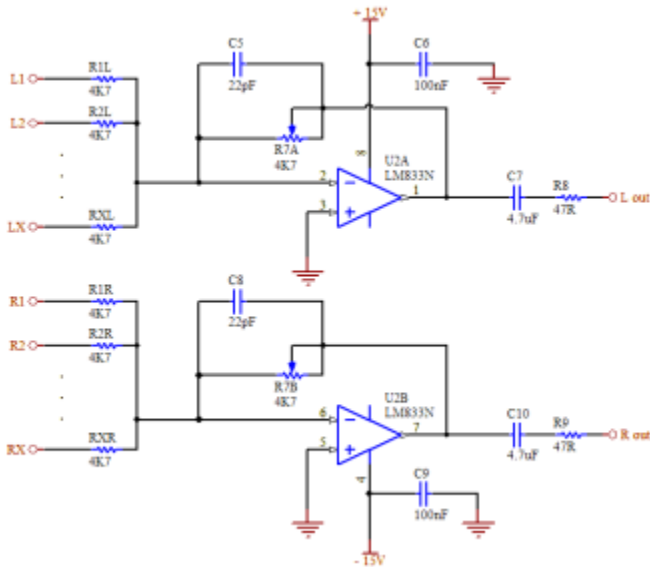 + 15V
C5
22pF
C6
100nF
L1
R1L
4K7
L2
R2L
4K7
R7A
4K7
8
U2A
LM833N
2
3
1
C7
4.7uF
R8
47R
L out
LX
RXL
4K7
R1
R1R
4K7
C8
22pF
R2
R2R
4K7
R7B
4K7
U2B
LM833N
6
5
7
C10
4.7uF
R9
47R
R out
RX
RXR
4K7
4
C9
100nF
- 15V